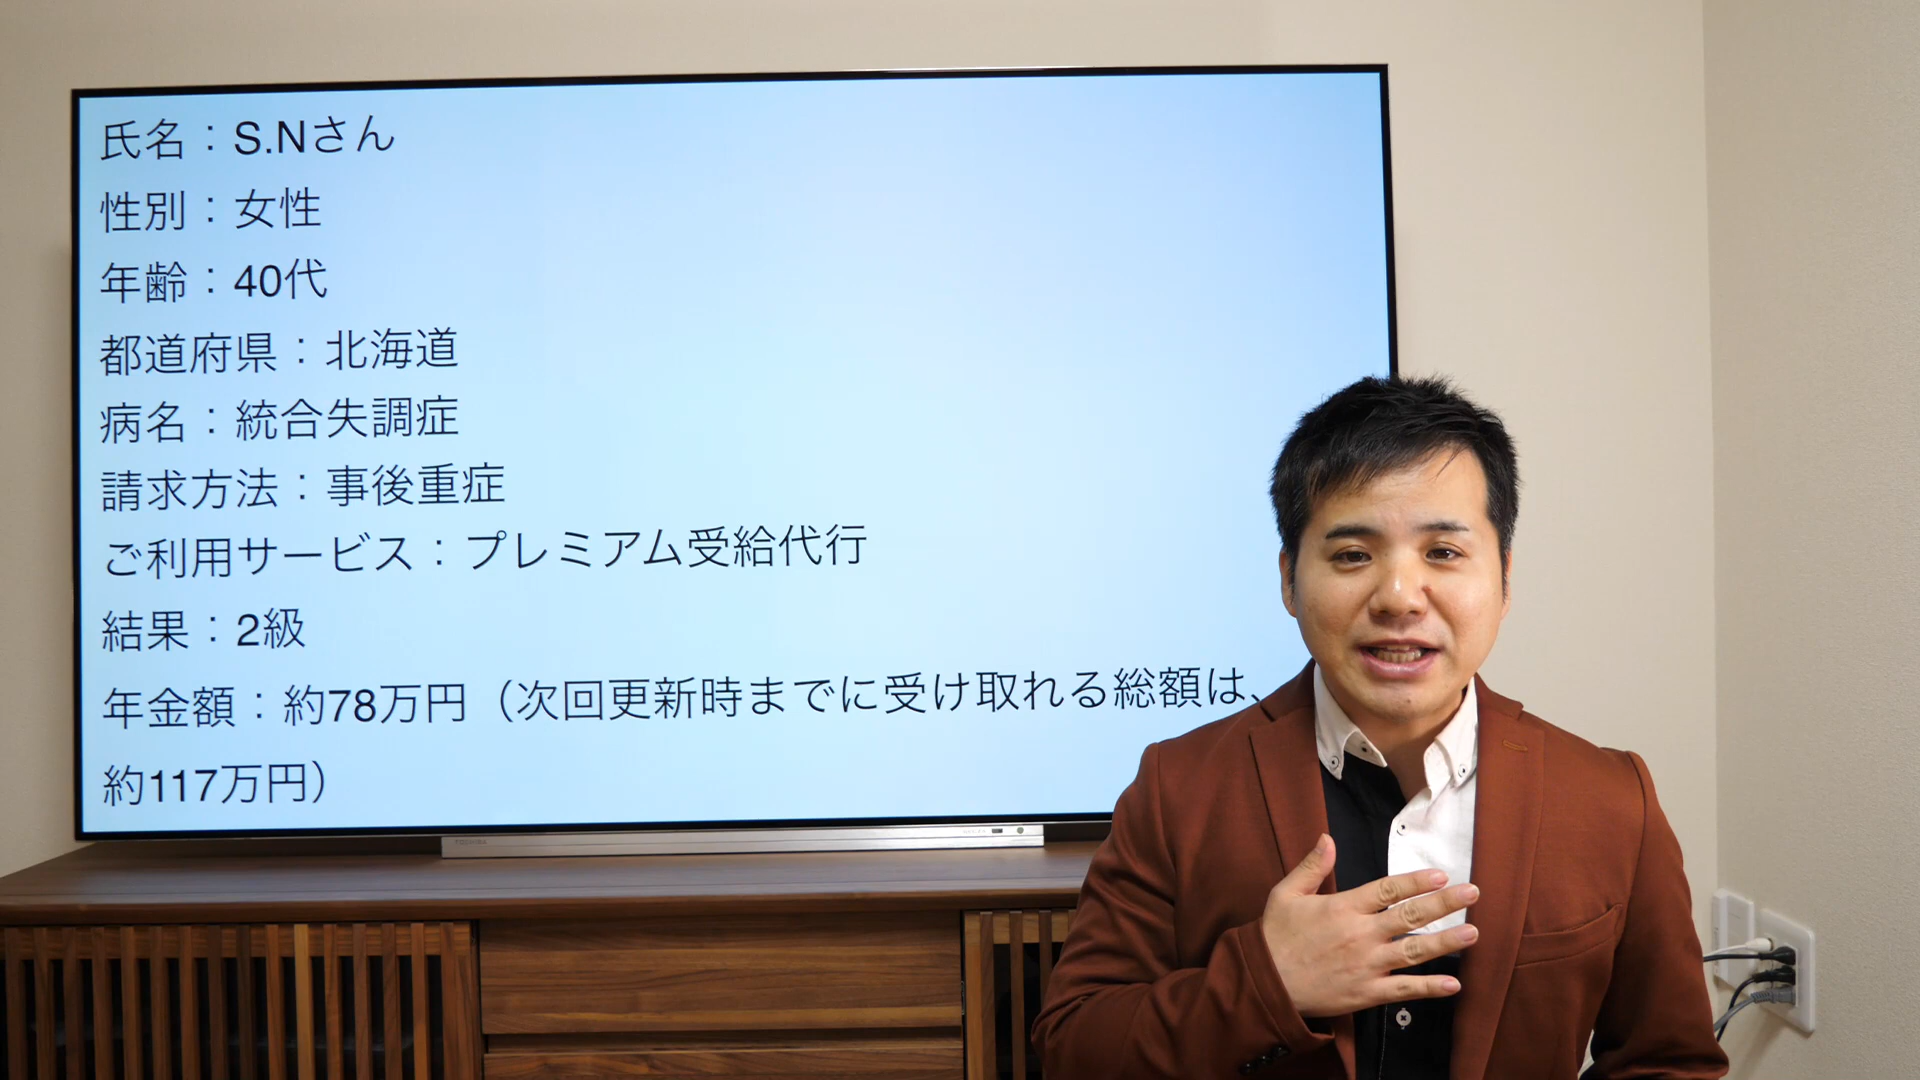 氏名：S.Nさん
性別：女性
年齢：40代
都道府県：北海道
病名：統合失調症
請求方法：事後重症
ご利用サービス：プレミアム受給代行
結果：2級
年金額：約78万円（次回更新時までに受け取れる総額は、
約117万円）
TOSHIBA